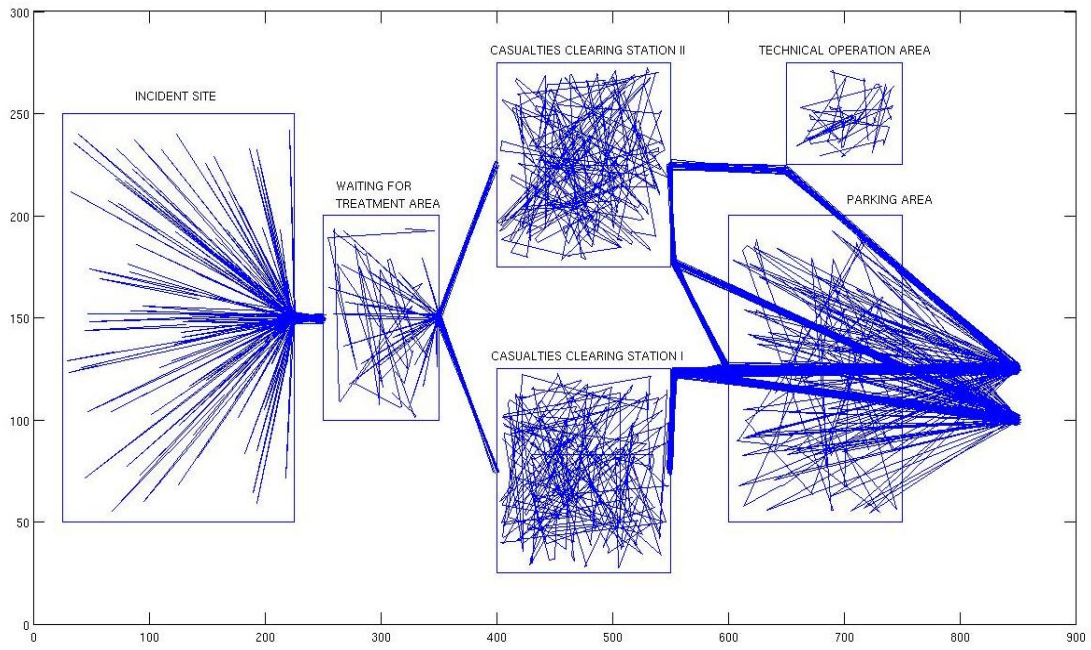 300
250
200
150
100
50
0
CASUALTIES CLEARING STATION II
TECHNICAL OPERATION AREA
INCIDENT SITE
WAITING FOR
TREATMENT AREA
PARKING AREA
CASUALTIES CLEARING STATION I
0 100 200 300 400 500 600 700 800 900